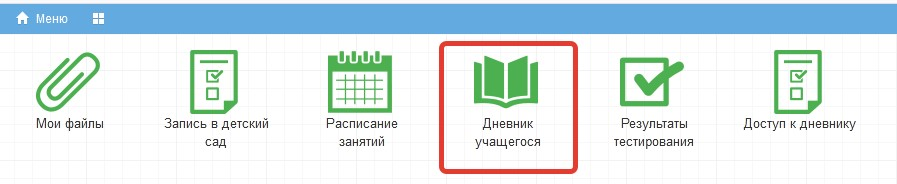 Меню
Мои файлы
Запись в детский
сад
Расписание
занятий
Дневник
учащегося
Результаты
тестирования
Доступ к дневнику